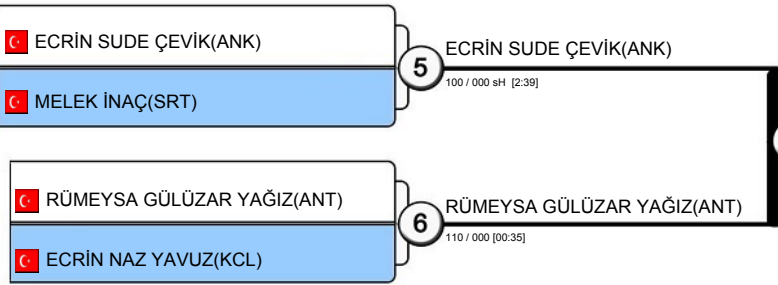 ECRİN SUDE ÇEVİK(ANK)
MELEK İNAÇ(SRT)
5
ECRİN SUDE ÇEVİK(ANK)
100 / 000 sH [2:39]
RÜMEYSA GÜLÜZAR YAĞIZ(ANT)
ECRİN NAZ YAVUZ(KCL)
6
RÜMEYSA GÜLÜZAR YAĞIZ(ANT)
110 / 000 [00:35]